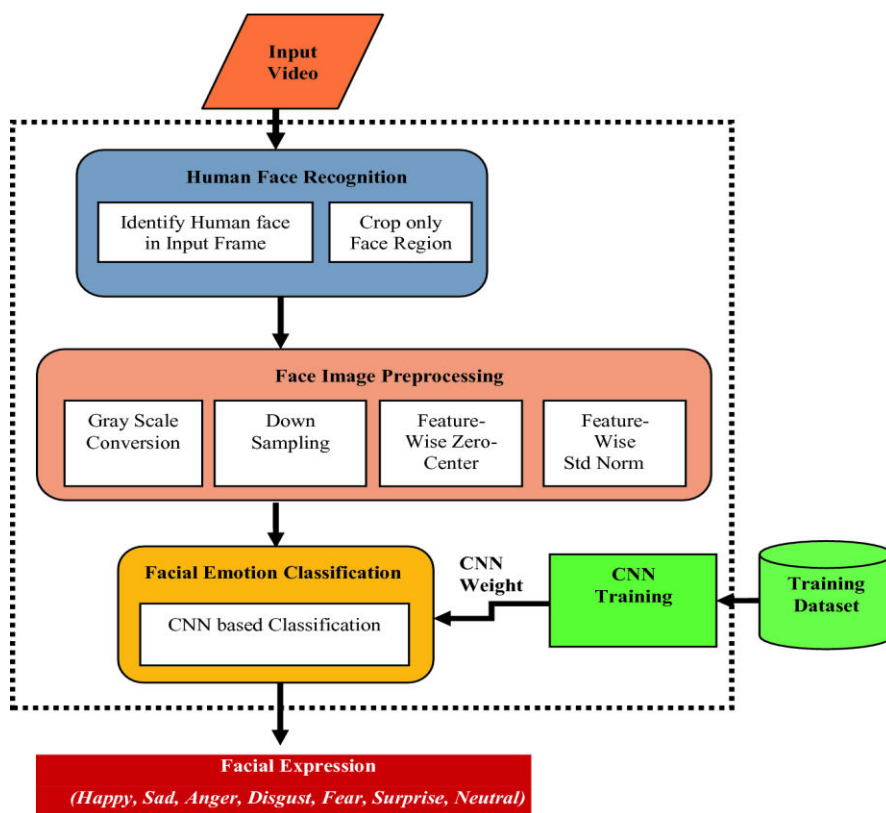 Input
Video
Human Face Recognition
Identify Human face
in Input Frame
Crop only
Face Region
Face Image Preprocessing
Gray Scale
Conversion
Down
Sampling
Feature-
Wise Zero-
Center
Feature-
Wise
Std Norm
Facial Emotion Classification
CNN based Classification
CNN
Weight
CNN
Training
Training
Dataset
Facial Expression
(Happy, Sad, Anger, Disgust, Fear, Surprise, Neutral)